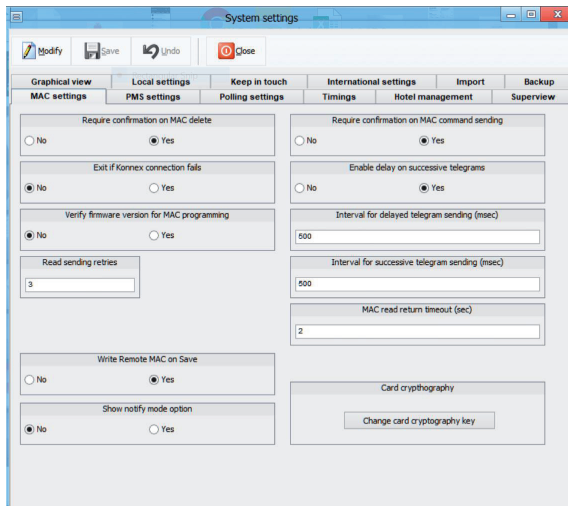 System settings
Modify Save Undo Close
Graphical view Local settings Keep in touch International settings Import Backup
MAC settings PMS settings Polling settings Timings Hotel management Superview
Require confirmation on MAC delete
No Yes
Require confirmation on MAC command sending
No Yes
Exit if Konnex connection fails
No Yes
Enable delay on successive telegrams
No Yes
Verify firmware version for MAC programming
No Yes
Interval for delayed telegram sending (msec)
500
Read sending retries
3
Interval for successive telegram sending (msec)
500
MAC read return timeout (sec)
2
Write Remote MAC on Save
No Yes
Card crypthography
Change card cryptography key
Show notify mode option
No Yes